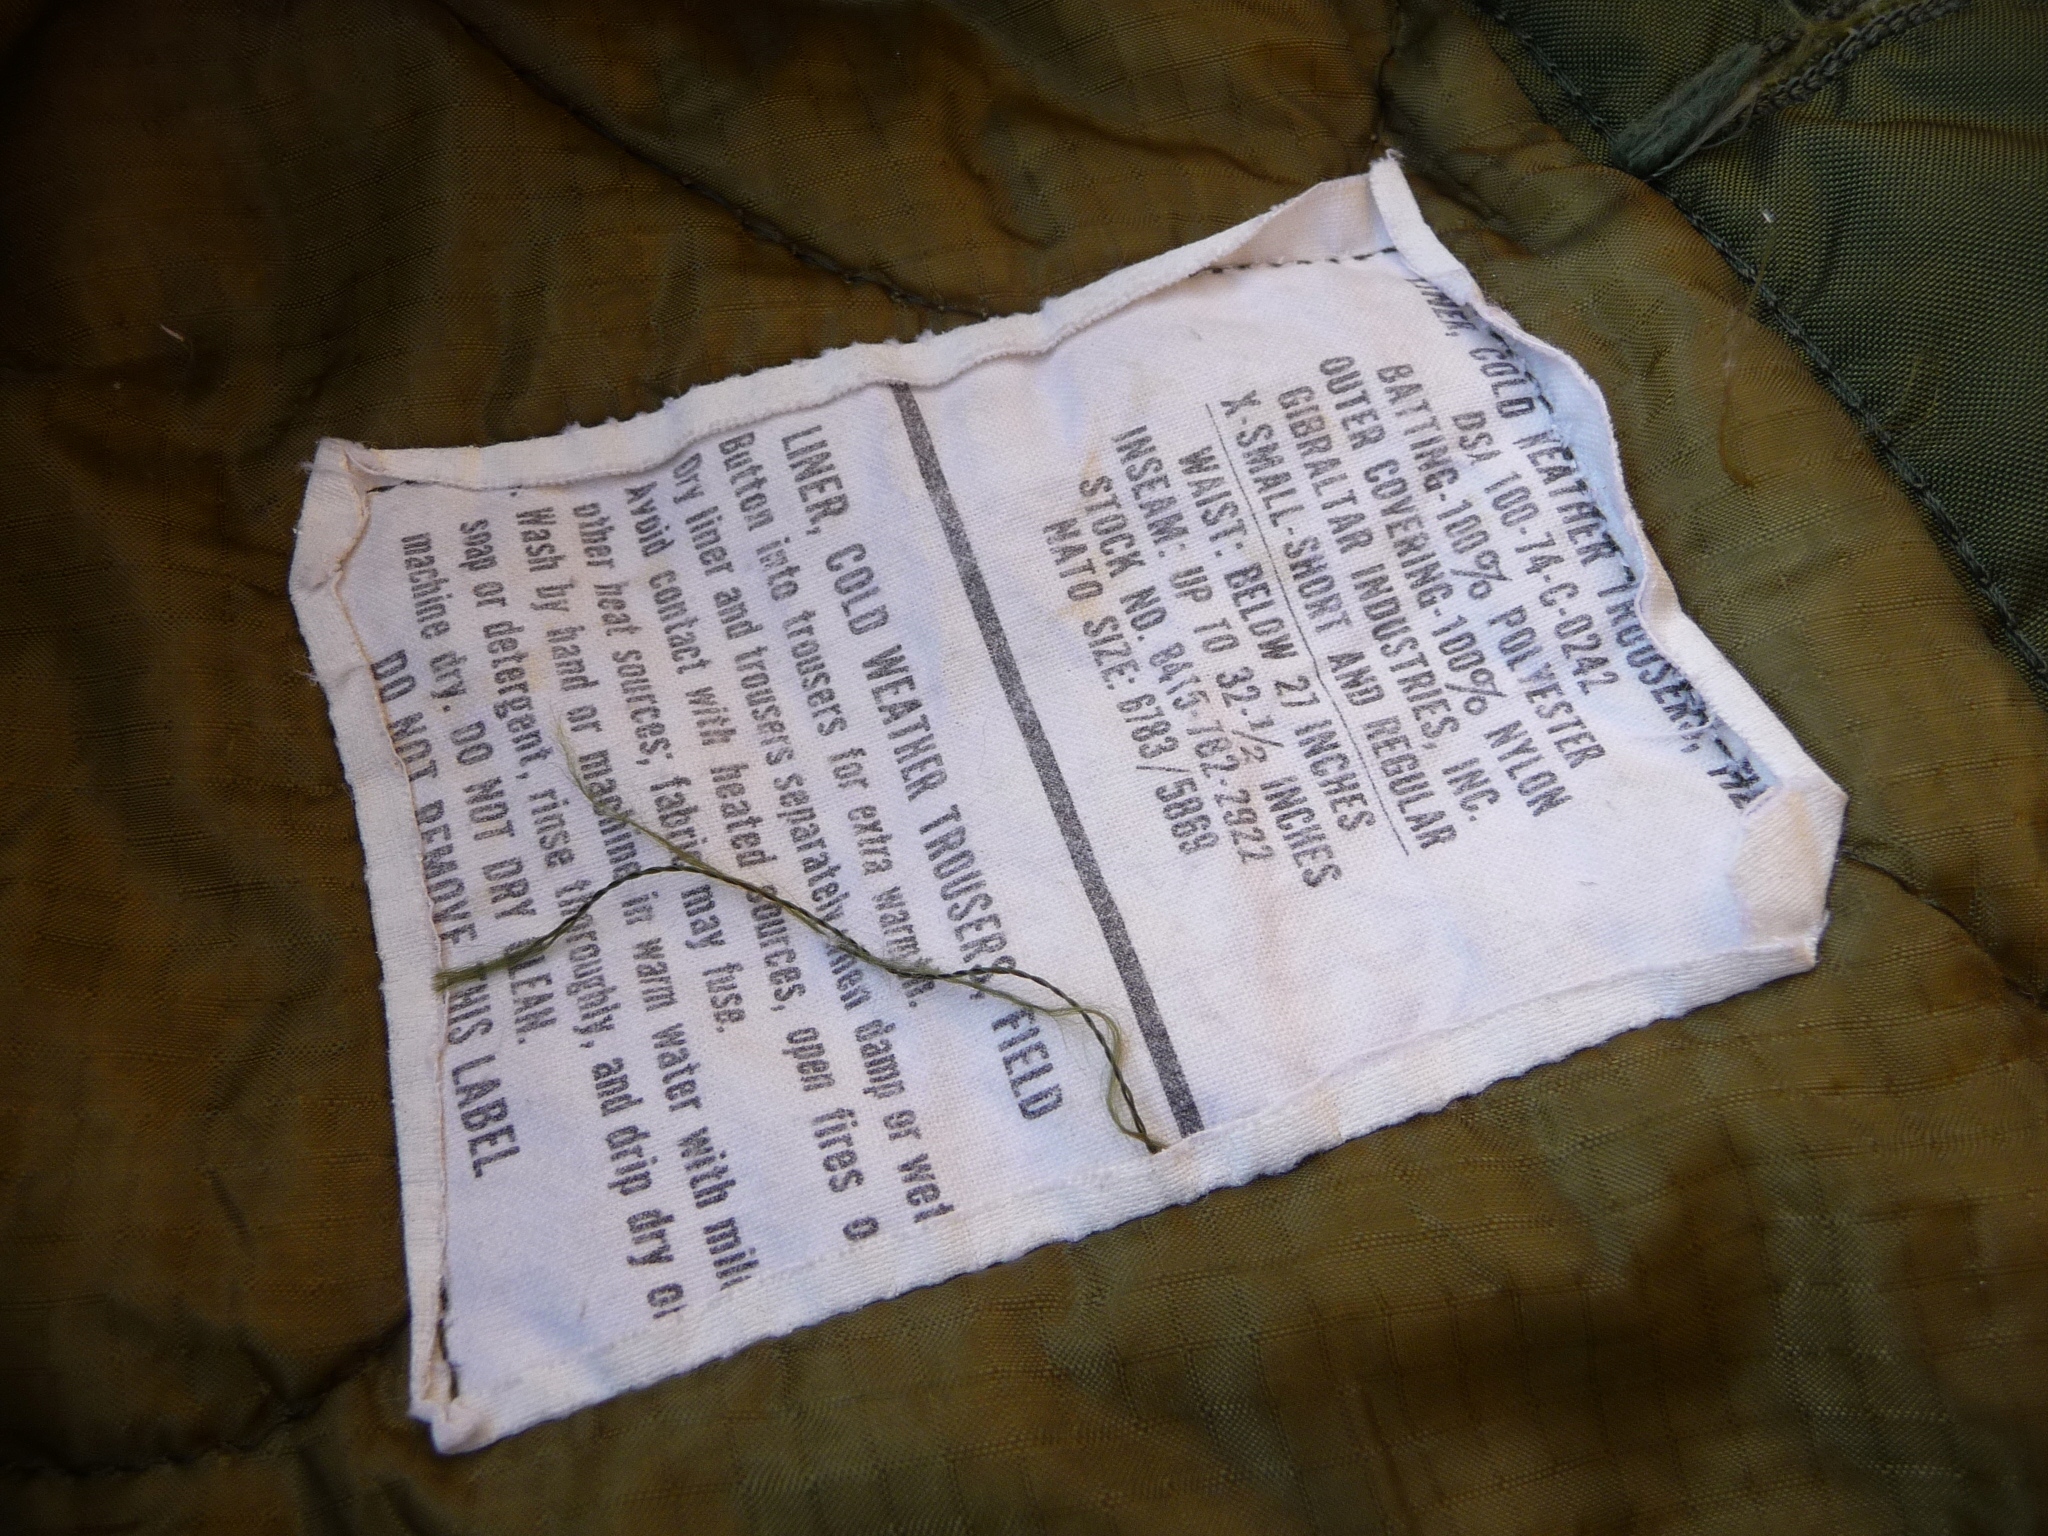 COLD WEATHER TROUSERS,
DSA 100-74-C-0242
BATTING-100% POLYESTER
OUTER COVERING-100% NYLON
GIBRALTAR INDUSTRIES, INC.
X-SMALL-SHORT AND REGULAR
WAIST: BELOW 27 INCHES
INSEAM: UP TO 32-1/2 INCHES
STOCK NO. 8415-782-2922
NATO SIZE: 6783/5869
LINER, COLD WEATHER TROUSERS, FIELD
Button into trousers for extra warmth.
Dry liner and trousers separately when damp or wet
Avoid contact with heated sources, open fires o
other heat sources; fabric may fuse.
Wash by hand or machine in warm water with mil
soap or detergent, rinse thoroughly, and drip dry or
machine dry. DO NOT DRY CLEAN.
DO NOT REMOVE THIS LABEL